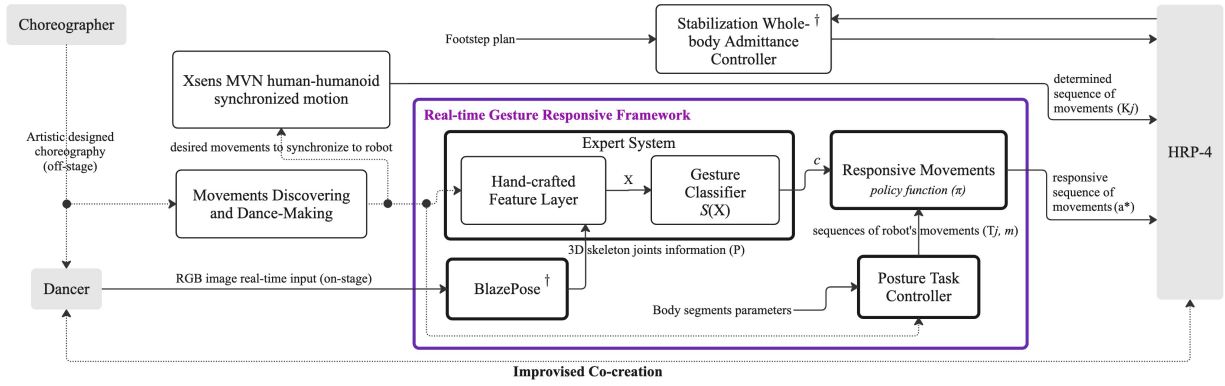 Choreographer
Footstep plan
Stabilization Whole- †
body Admittance
Controller
Xsens MVN human-humanoid
synchronized motion
determined
sequence of
movements (Kj)
Real-time Gesture Responsive Framework
Artistic designed
choreography
(off-stage)
desired movements to synchronize to robot
Expert System
HRP-4
Hand-crafted
Feature Layer
X
Gesture
Classifier
S(X)
c
Responsive Movements
policy function (π)
responsive
sequence of
movements (a*)
Movements Discovering
and Dance-Making
3D skeleton joints information (P)
sequences of robot's movements (Tj, m)
Dancer
RGB image real-time input (on-stage)
BlazePose †
Posture Task
Controller
Body segments parameters
Improvised Co-creation